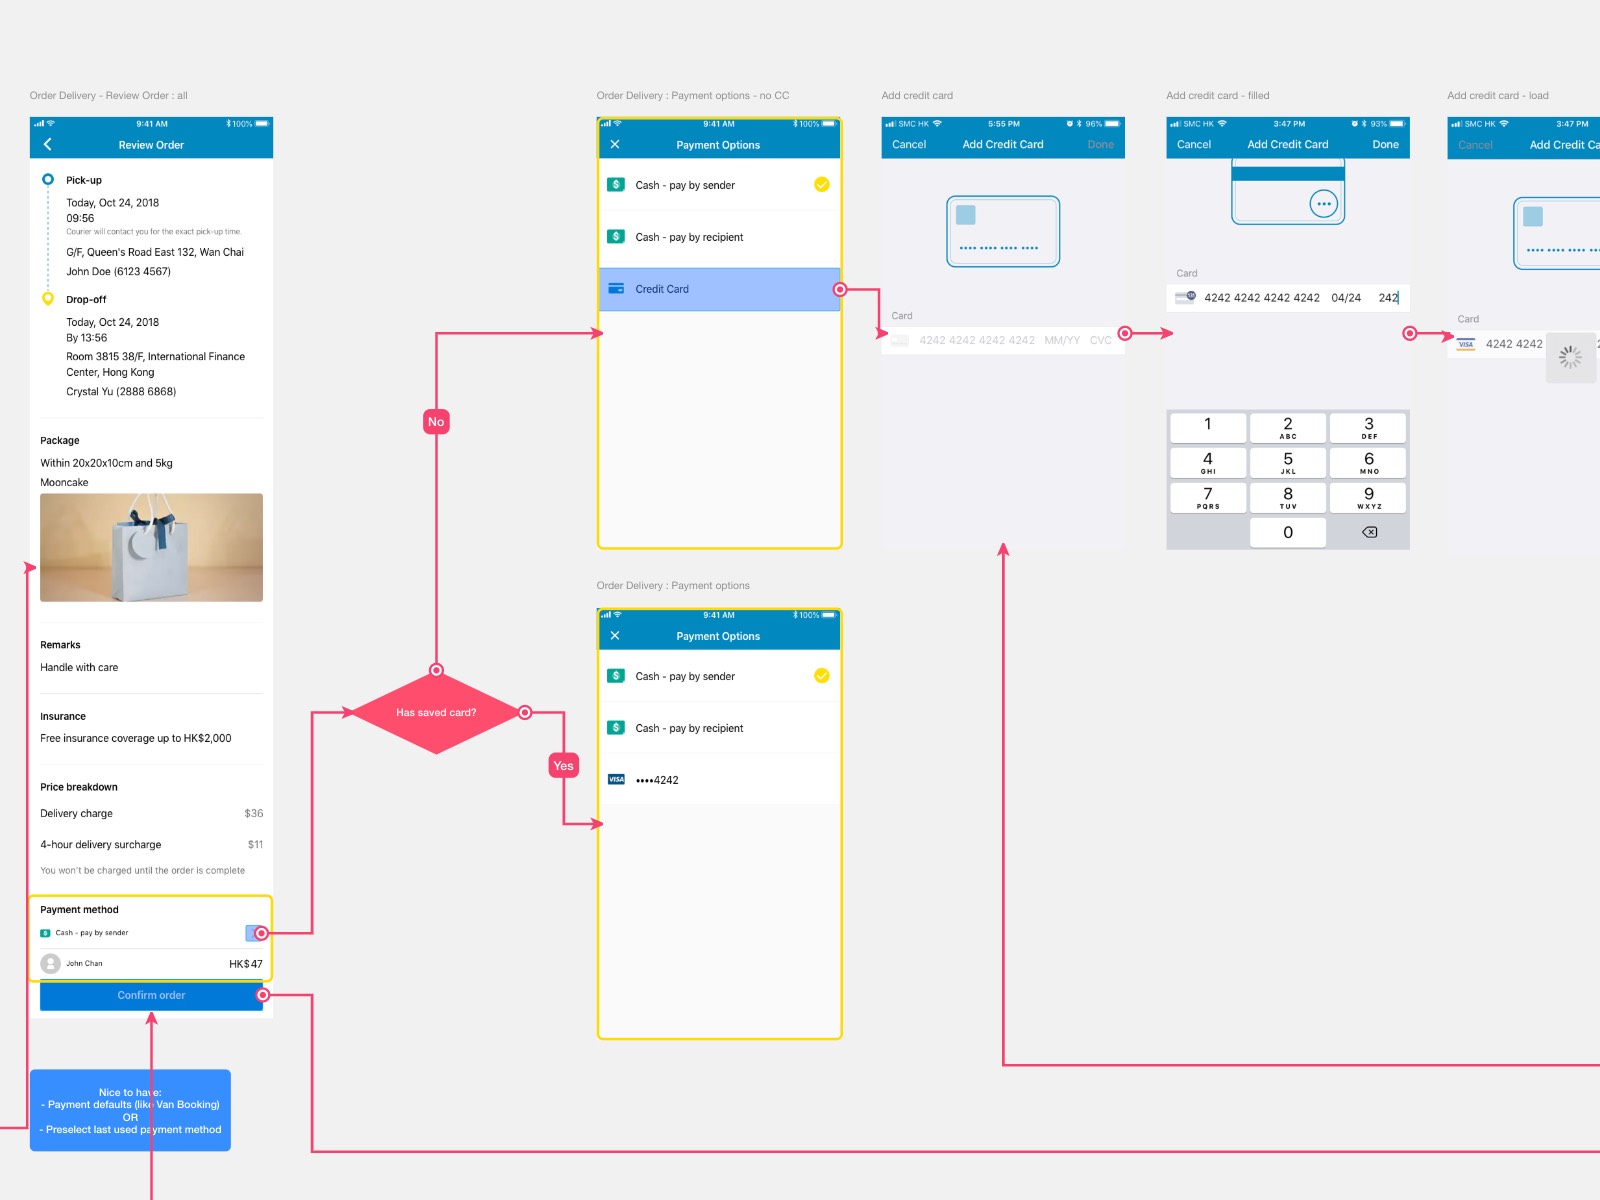 Order Delivery - Review Order : all
9:41 AM
100%
Review Order
Pick-up
Today, Oct 24, 2018
09:56
Courier will contact you for the exact pick-up time.
G/F, Queen's Road East 132, Wan Chai
John Doe (6123 4567)
Drop-off
Today, Oct 24, 2018
By 13:56
Room 3815 38/F, International Finance
Center, Hong Kong
Crystal Yu (2888 6868)
Package
Within 20x20x10cm and 5kg
Mooncake
Remarks
Handle with care
Insurance
Free insurance coverage up to HK$2,000
Price breakdown
Delivery charge $36
4-hour delivery surcharge $11
You won't be charged until the order is complete
Payment method
Cash - pay by sender
John Chan HK$47
Confirm order
Nice to have:
- Payment defaults (like Van Booking)
OR
- Preselect last used payment method
Has saved card?
No
Yes
Order Delivery : Payment options - no CC
9:41 AM
100%
Payment Options
$ Cash - pay by sender
$ Cash - pay by recipient
Credit Card
Order Delivery : Payment options
9:41 AM
100%
Payment Options
$ Cash - pay by sender
$ Cash - pay by recipient
VISA ••••4242
Add credit card
SMC HK 5:55 PM 96%
Cancel Add Credit Card Done
•••• •••• •••• ••••
Card
4242 4242 4242 4242 MM/YY CVC
Add credit card - filled
SMC HK 3:47 PM 93%
Cancel Add Credit Card Done
•••
Card
4242 4242 4242 4242 04/24 242
1 2 ABC 3 DEF
4 GHI 5 JKL 6 MNO
7 PQRS 8 TUV 9 WXYZ
0
Add credit card - load
SMC HK 3:47 PM
Cancel Add Credit Ca
•••• •••• ••••
Card
VISA 4242 4242